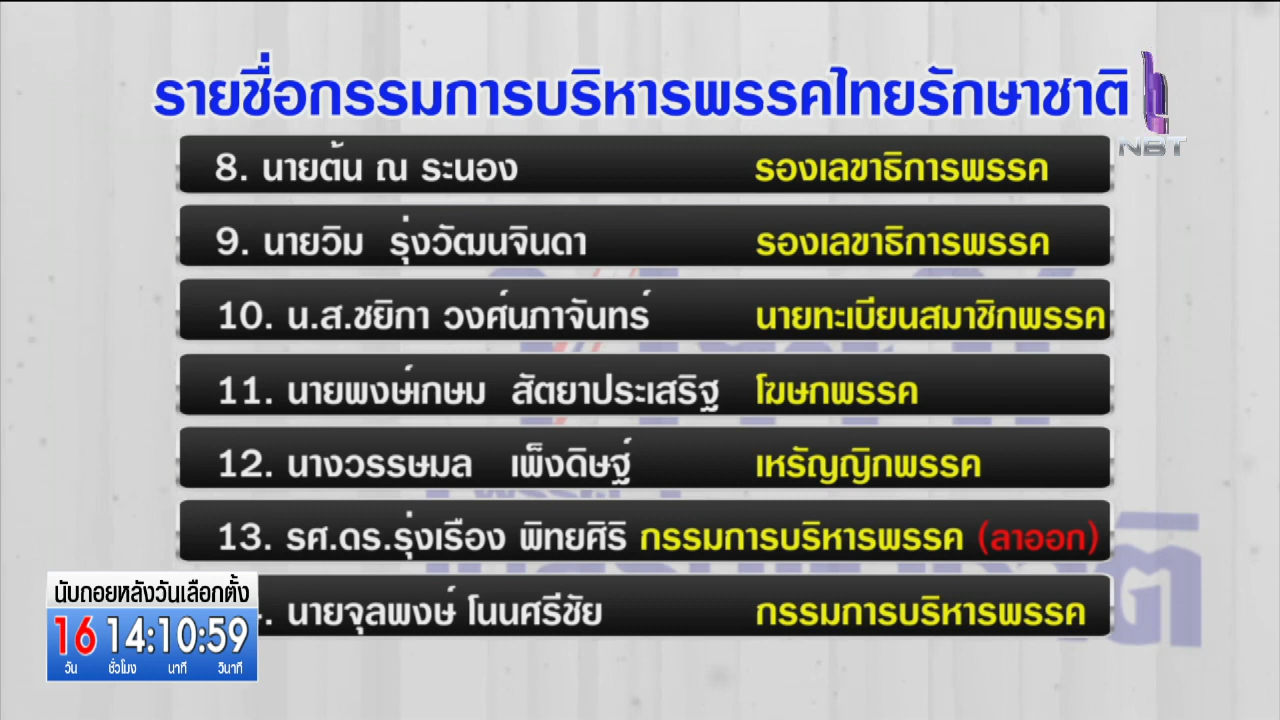 รายชื่อกรรมการบริหารพรรคไทยรักษาชาติ
NBT
8. นายต้น ณ ระนอง รองเลขาธิการพรรค
9. นายวิม รุ่งวัฒนจินดา รองเลขาธิการพรรค
10. น.ส.ชยิกา วงศ์นภาจันทร์ นายทะเบียนสมาชิกพรรค
11. นายพงษ์เกษม สัตยาประเสริฐ โฆษกพรรค
12. นางวรรษมล เพ็งดิษฐ์ เหรัญญิกพรรค
13. รศ.ดร.รุ่งเรือง พิทยศิริ กรรมการบริหารพรรค (ลาออก)
นายจุลพงษ์ โนนศรีชัย กรรมการบริหารพรรค
นับถอยหลังวันเลือกตั้ง
16 14:10:59
วัน ชั่วโมง นาที วินาที